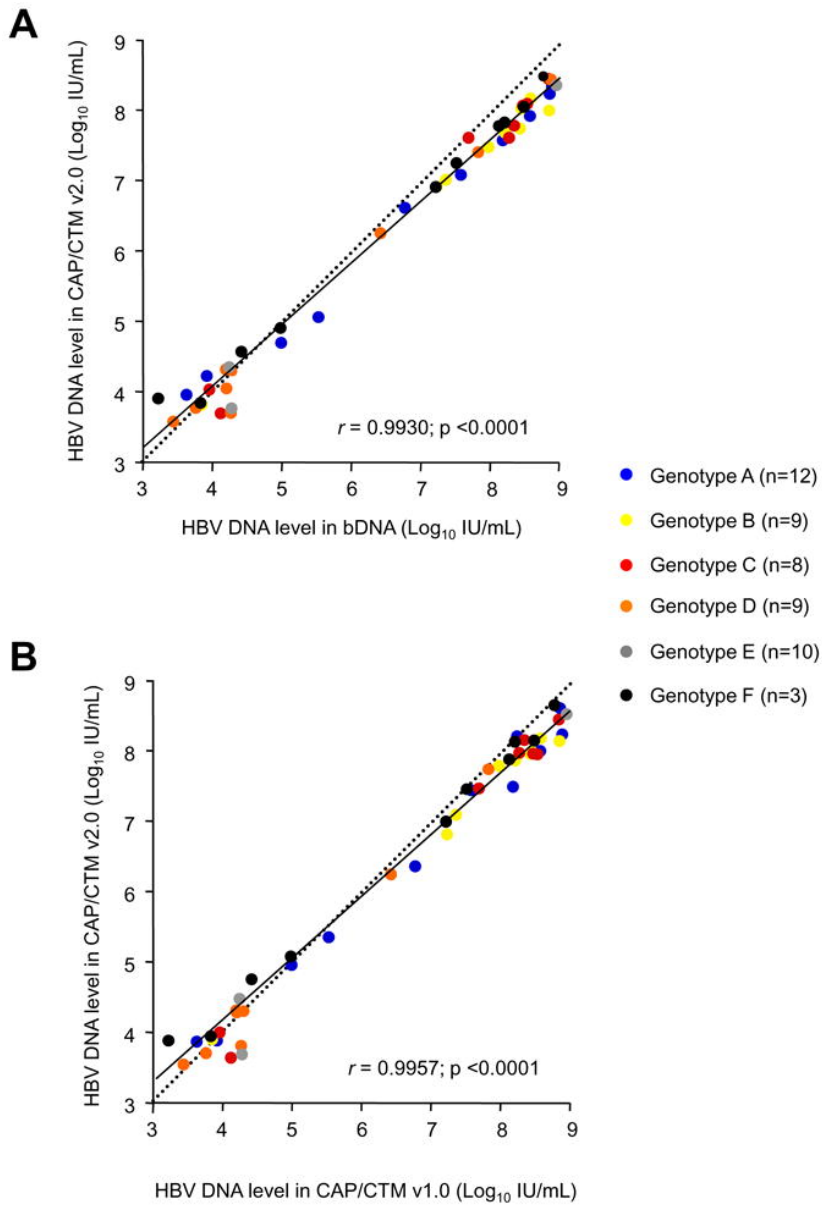 A
9
8
7
6
5
4
3
HBV DNA level in CAP/CTM v2.0 (Log10 IU/mL)
r = 0.9930; p <0.0001
3 4 5 6 7 8 9
HBV DNA level in bDNA (Log10 IU/mL)
Genotype A (n=12)
Genotype B (n=9)
Genotype C (n=8)
Genotype D (n=9)
Genotype E (n=10)
Genotype F (n=3)
B
9
8
7
6
5
4
3
HBV DNA level in CAP/CTM v2.0 (Log10 IU/mL)
r = 0.9957; p <0.0001
3 4 5 6 7 8 9
HBV DNA level in CAP/CTM v1.0 (Log10 IU/mL)